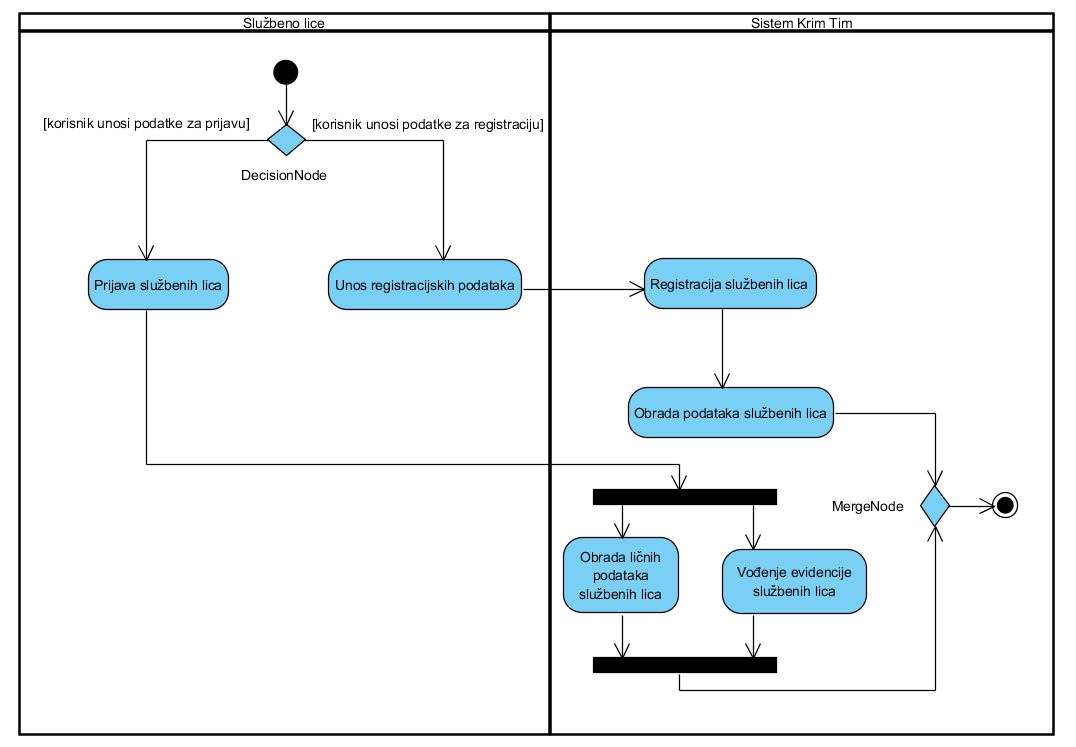 Službeno lice
Sistem Krim Tim
[korisnik unosi podatke za prijavu]
[korisnik unosi podatke za registraciju]
DecisionNode
Prijava službenih lica
Unos registracijskih podataka
Registracija službenih lica
Obrada podataka službenih lica
MergeNode
Obrada ličnih
podataka
službenih lica
Vođenje evidencije
službenih lica